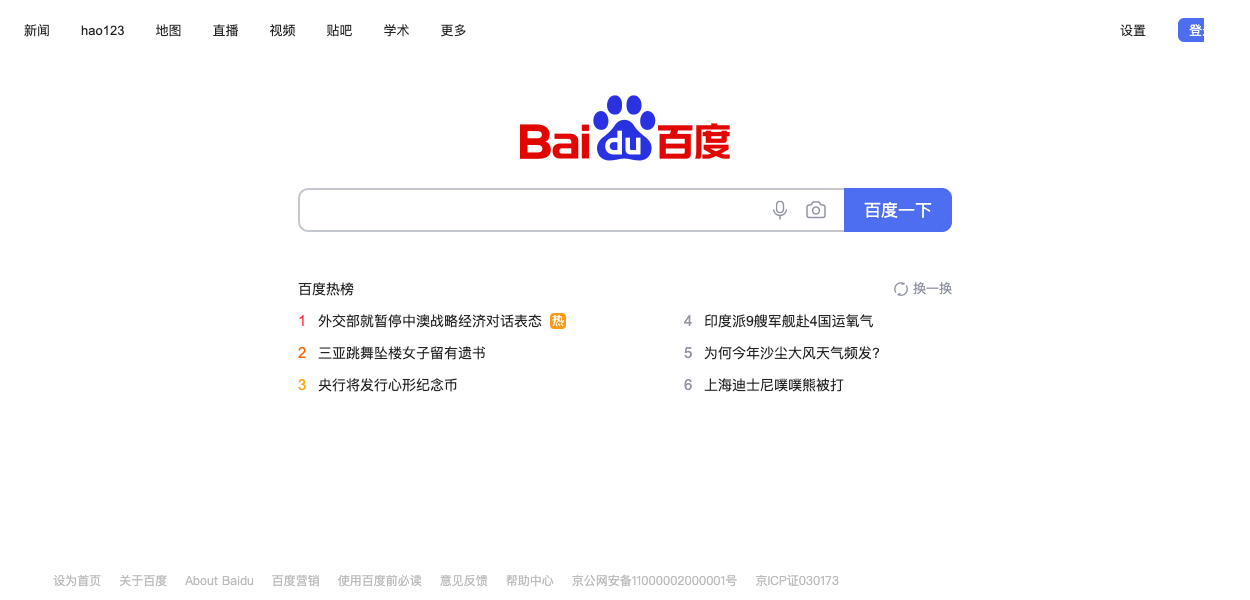 新闻 hao123 地图 直播 视频 贴吧 学术 更多 设置 登
Bai du 百度
百度一下
百度热榜 换一换
1 外交部就暂停中澳战略经济对话表态 热
2 三亚跳舞坠楼女子留有遗书
3 央行将发行心形纪念币
4 印度派9艘军舰赴4国运氧气
5 为何今年沙尘大风天气频发?
6 上海迪士尼噗噗熊被打
设为首页 关于百度 About Baidu 百度营销 使用百度前必读 意见反馈 帮助中心 京公网安备11000002000001号 京ICP证030173